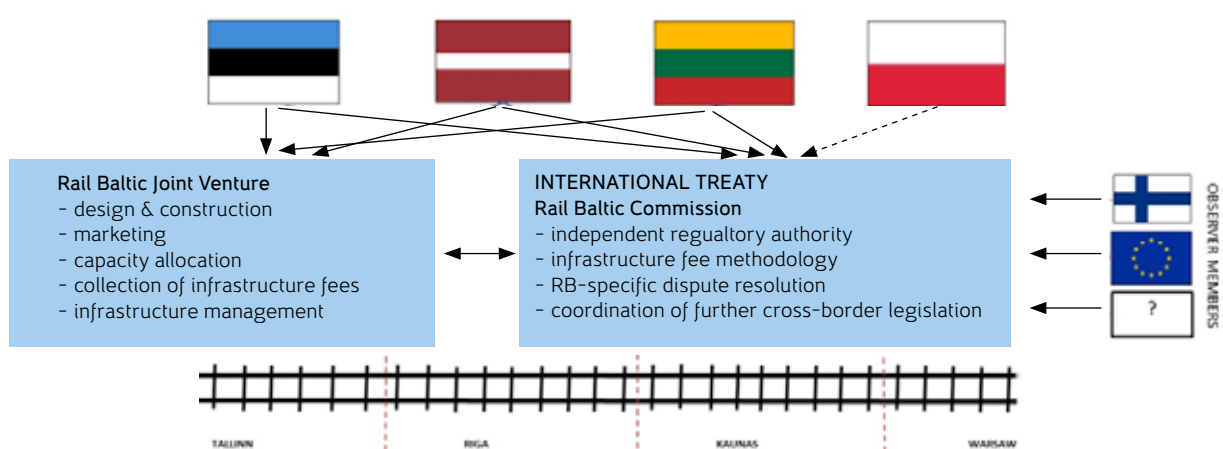 Rail Baltic Joint Venture
- design & construction
- marketing
- capacity allocation
- collection of infrastructure fees
- infrastructure management
INTERNATIONAL TREATY
Rail Baltic Commission
- independent regualtory authority
- infrastructure fee methodology
- RB-specific dispute resolution
- coordination of further cross-border legislation
OBSERVER MEMBERS
?
TALLINN
RIGA
KAUNAS
WARSAW